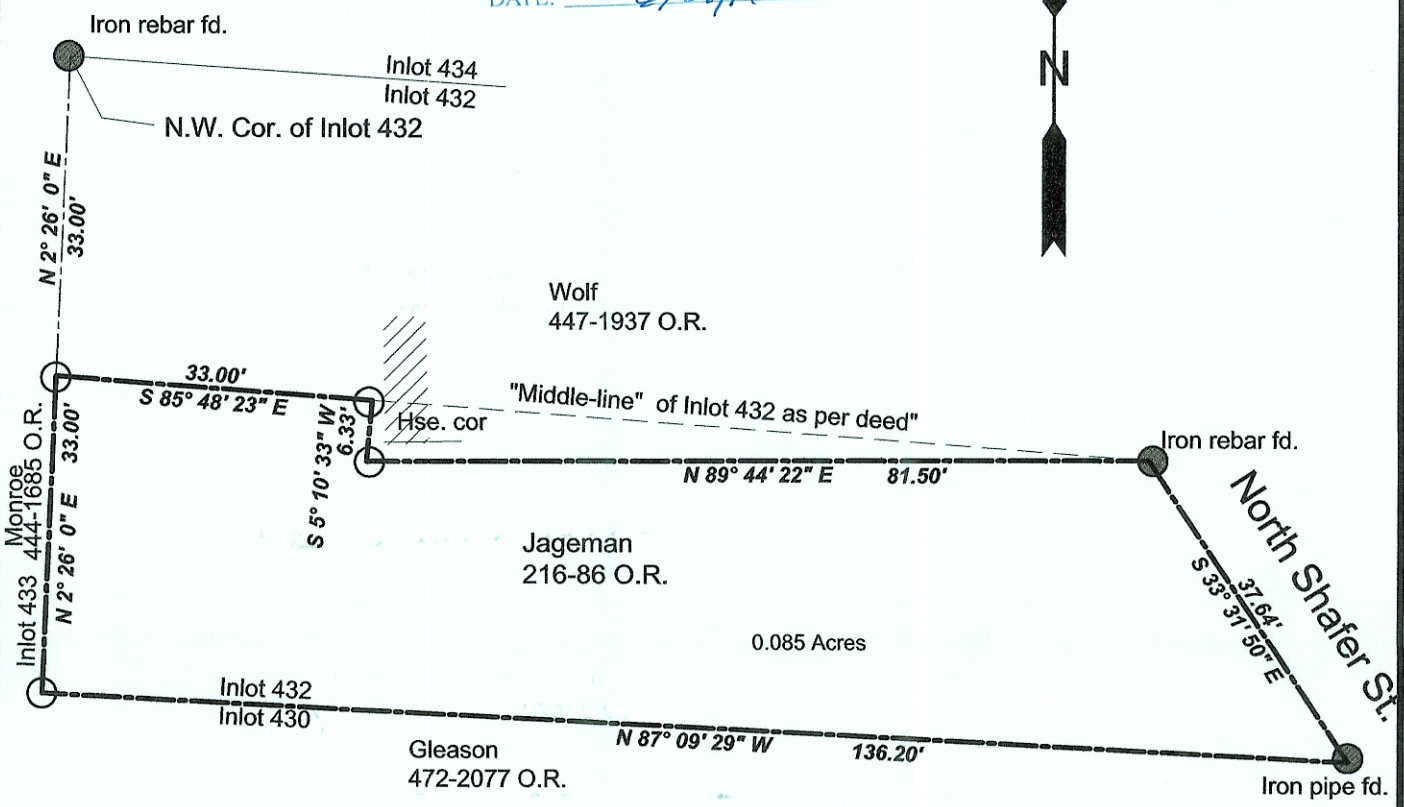 DATE:
Iron rebar fd.
N
Inlot 434
Inlot 432
N.W. Cor. of Inlot 432
N 2° 26' 0" E
33.00'
Wolf
447-1937 O.R.
33.00'
S 85° 48' 23" E
"Middle-line" of Inlot 432 as per deed"
S 5° 10' 33" W
6.33'
Hse. cor
Iron rebar fd.
N 89° 44' 22" E 81.50'
Inlot 433 Monroe
444-1685 O.R.
N 2° 26' 0" E 33.00'
Jageman
216-86 O.R.
North Shafer St.
37.64'
S 33° 31' 50" E
0.085 Acres
Inlot 432
Inlot 430
N 87° 09' 29" W 136.20'
Gleason
472-2077 O.R.
Iron pipe fd.